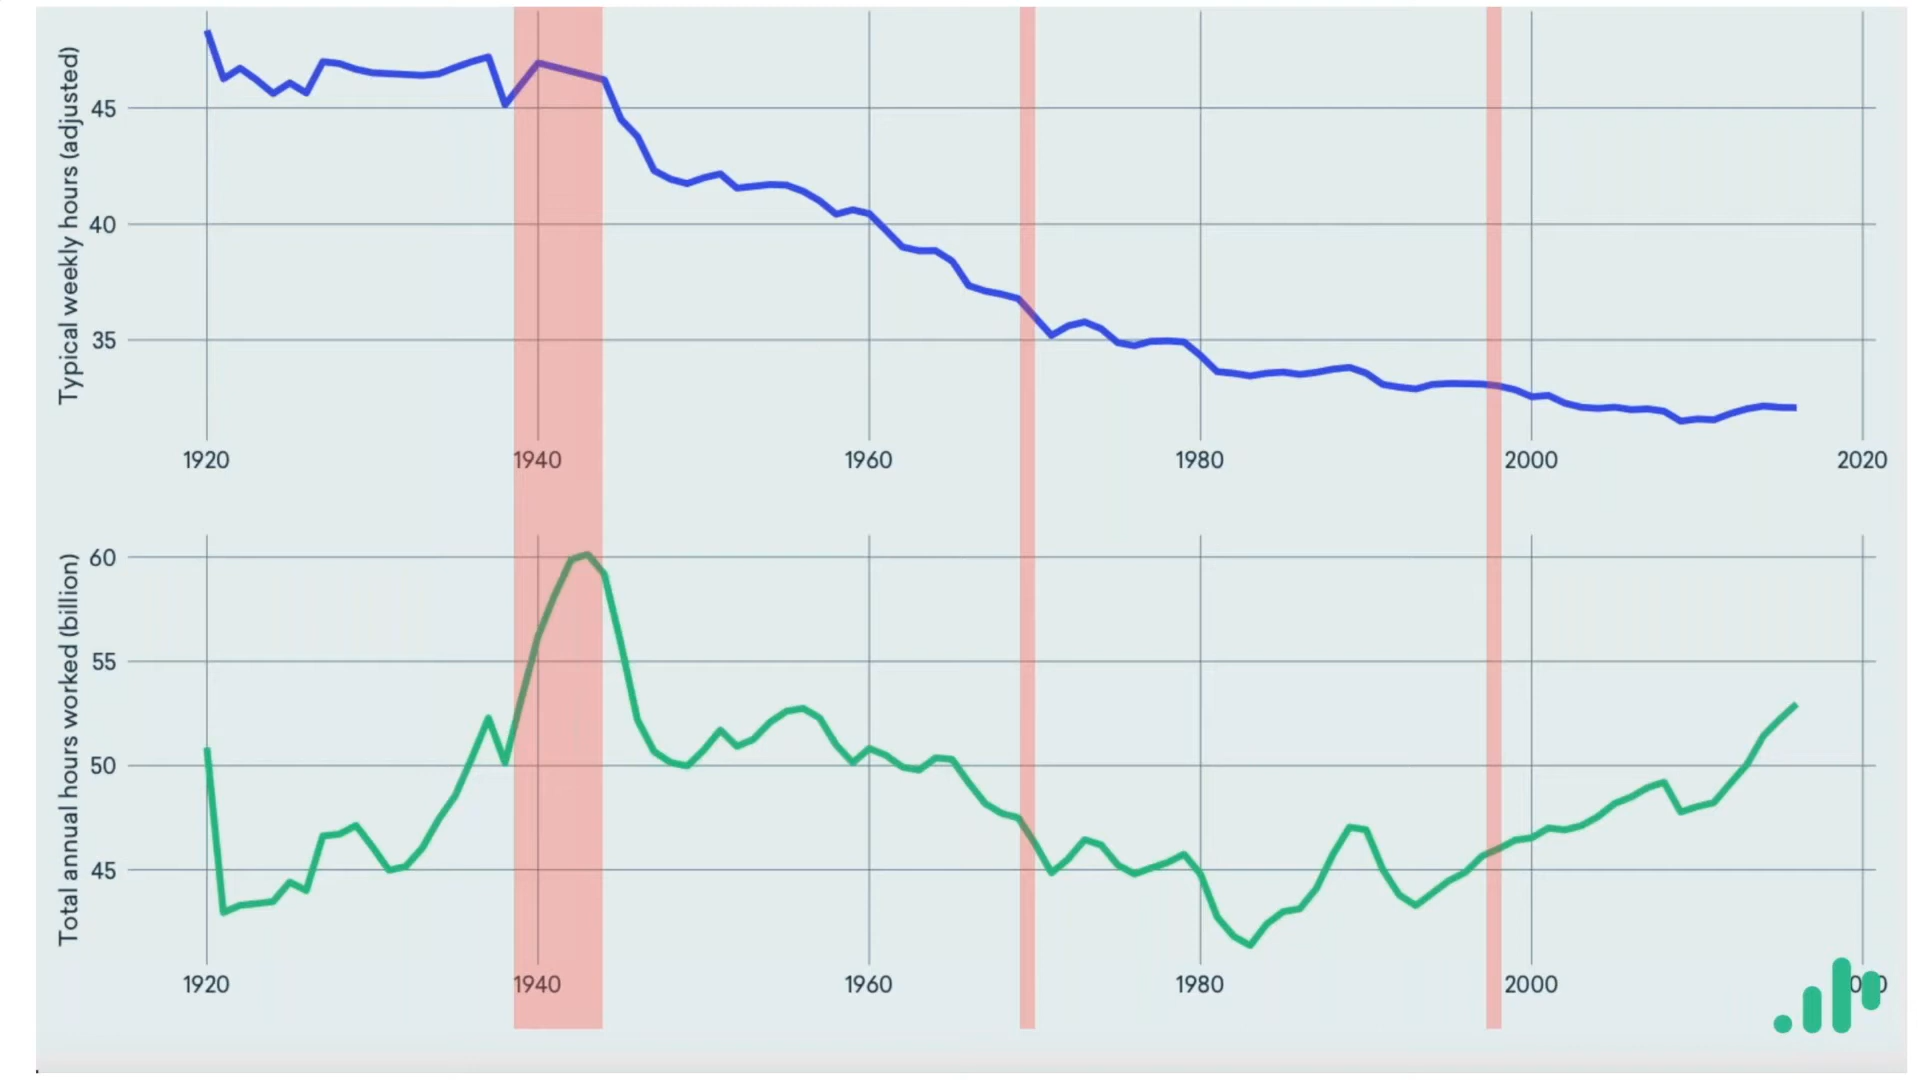 Typical weekly hours (adjusted)
45
40
35
1920 1940 1960 1980 2000 2020
Total annual hours worked (billion)
60
55
50
45
1920 1940 1960 1980 2000